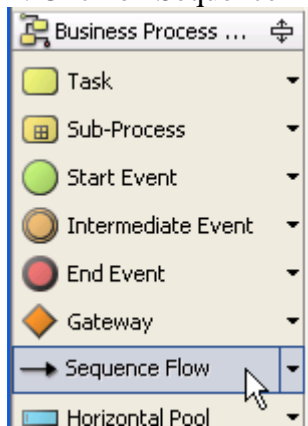 Business Process ...
Task
Sub-Process
Start Event
Intermediate Event
End Event
Gateway
Sequence Flow
Horizontal Pool